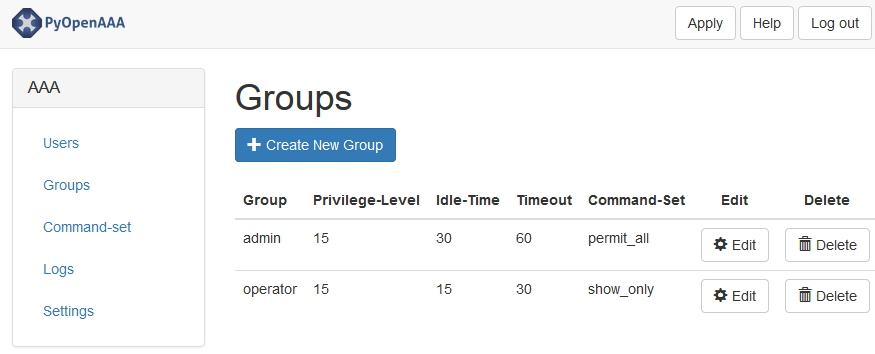 PyOpenAAA
Apply Help Log out
AAA
Users
Groups
Command-set
Logs
Settings
Groups
Create New Group
Group Privilege-Level Idle-Time Timeout Command-Set Edit Delete
admin 15 30 60 permit_all Edit Delete
operator 15 15 30 show_only Edit Delete